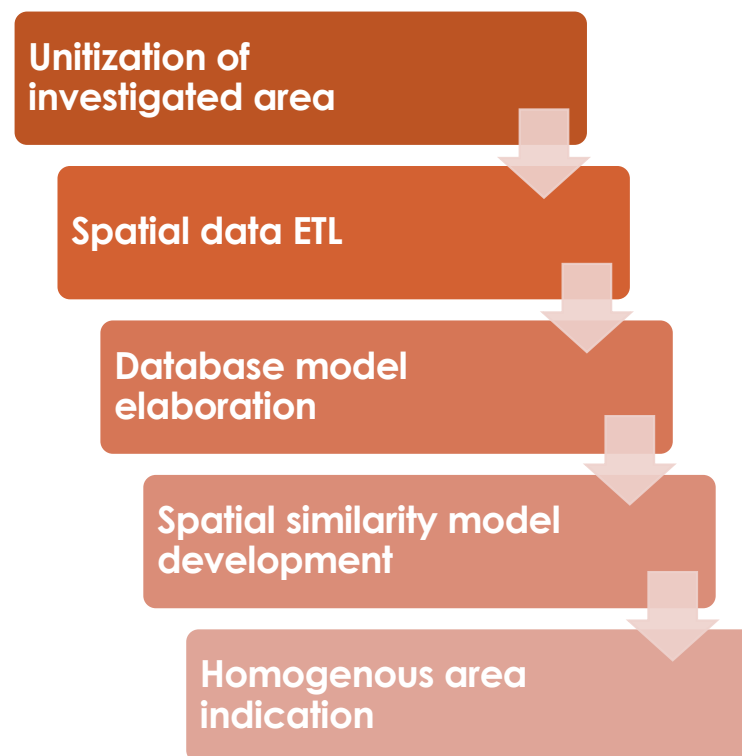 Unitization of
investigated area
Spatial data ETL
Database model
elaboration
Spatial similarity model
development
Homogenous area
indication